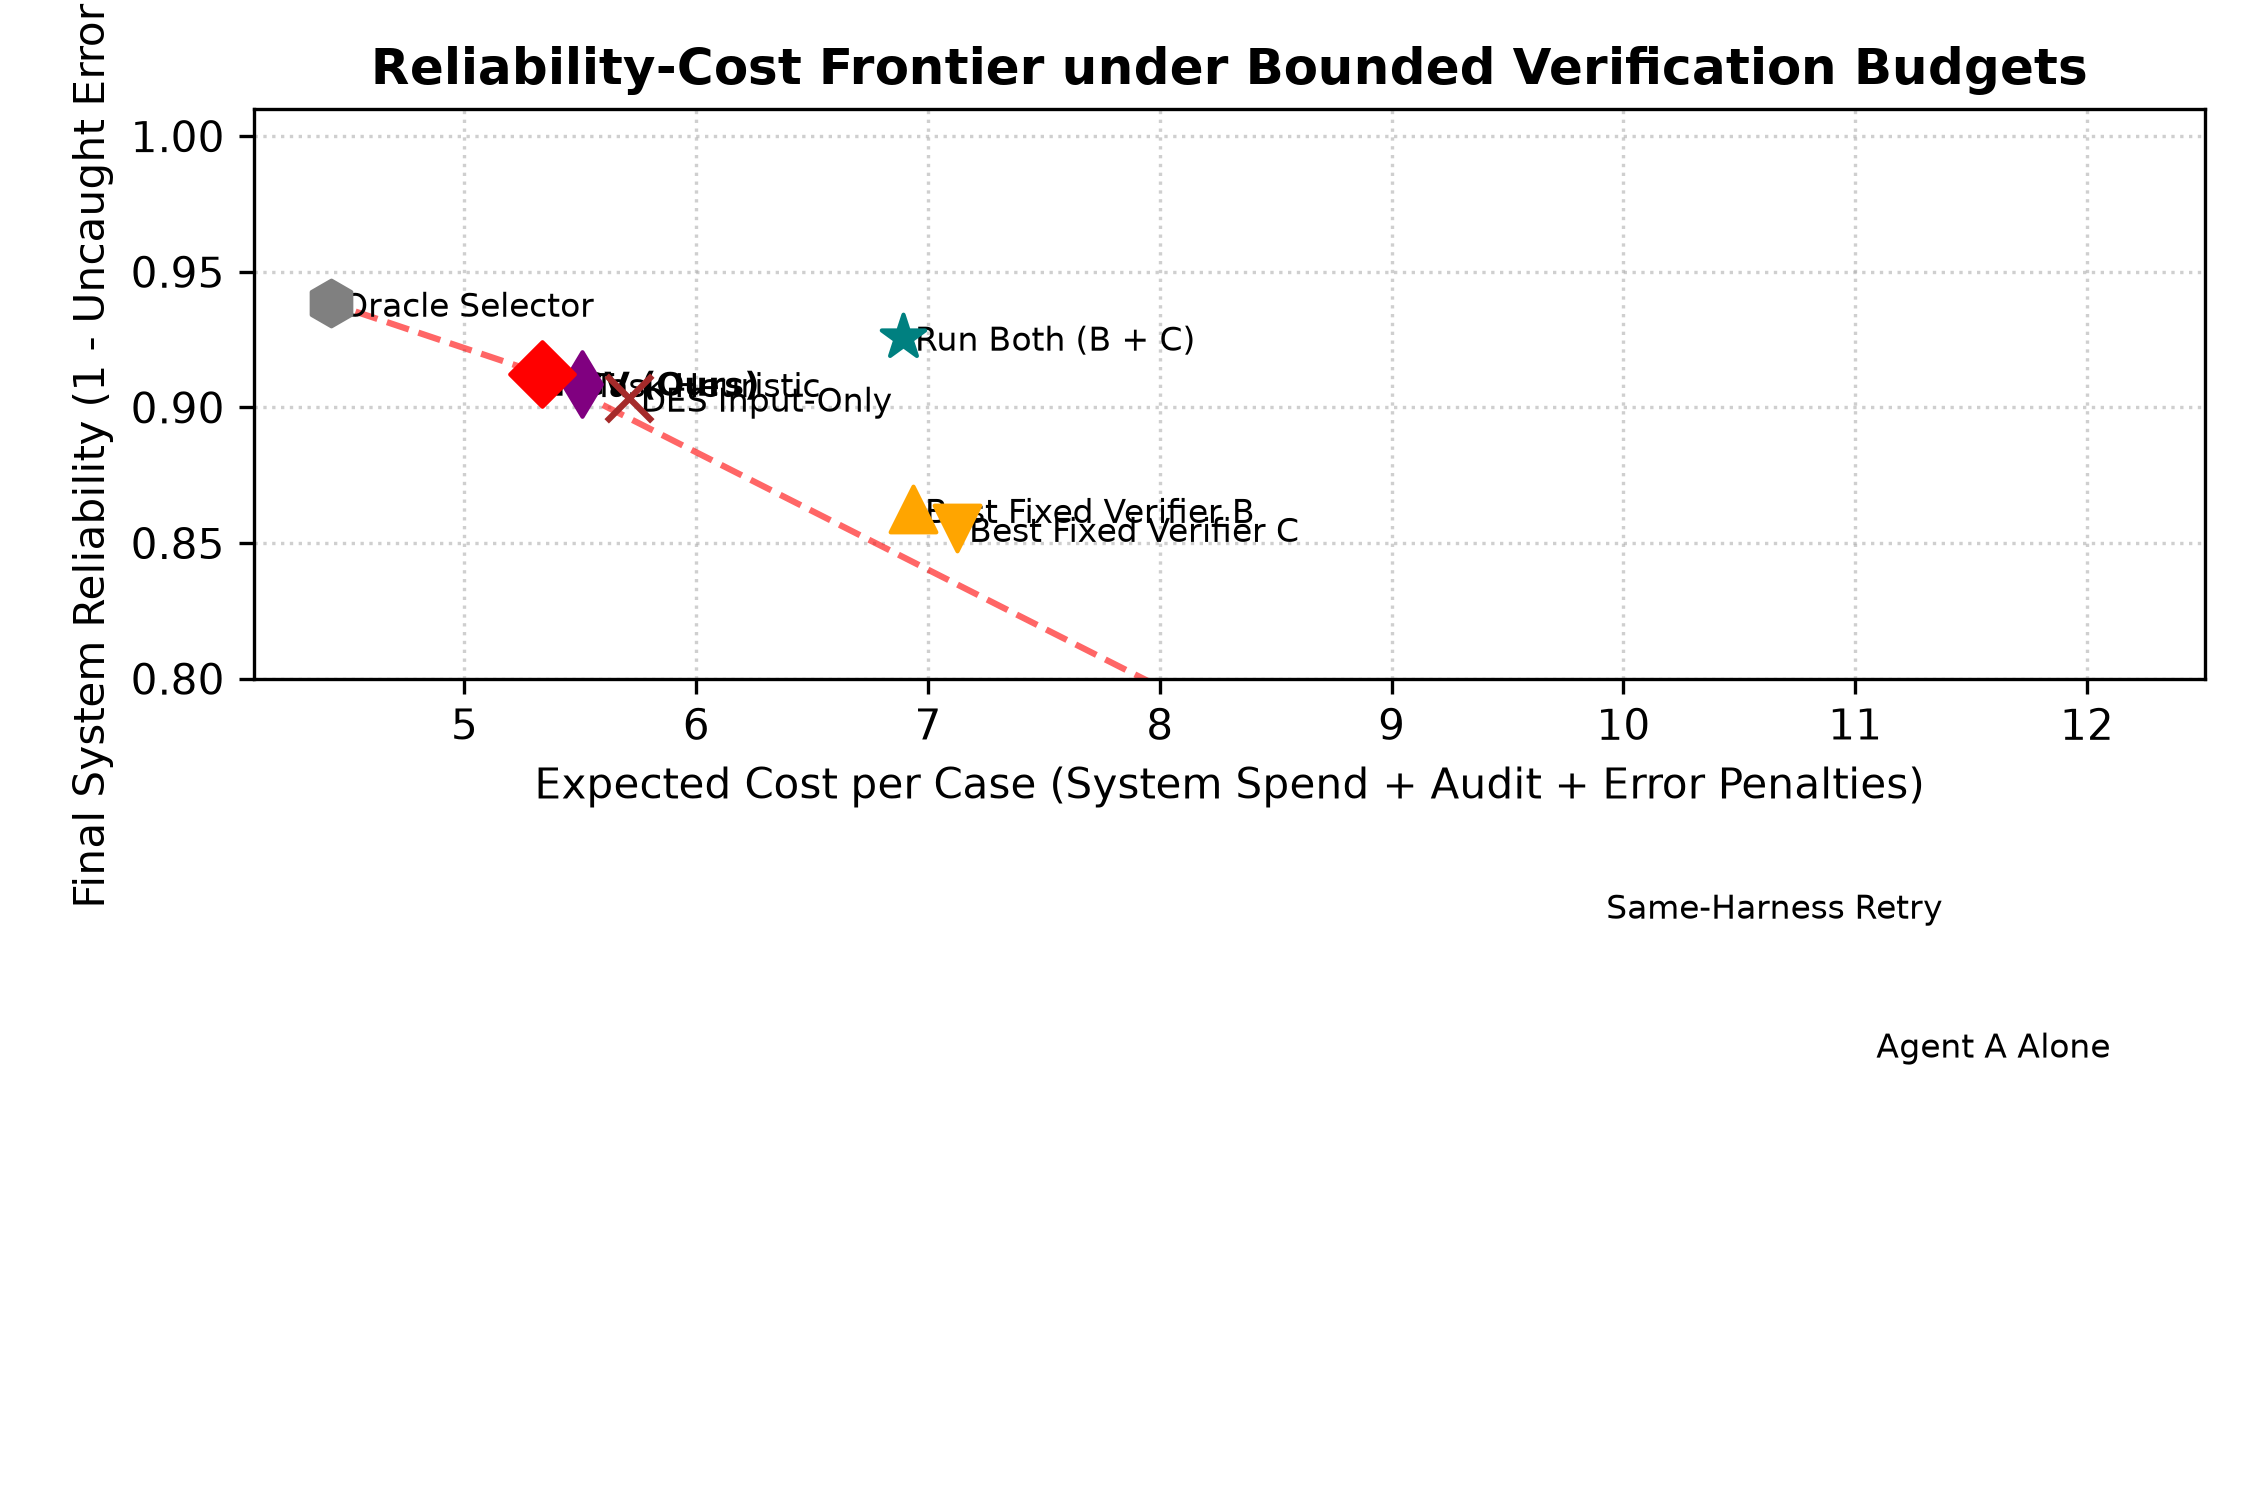 Reliability-Cost Frontier under Bounded Verification Budgets
Final System Reliability (1 - Uncaught Error
1.00
0.95
0.90
0.85
0.80
Oracle Selector
Run Both (B + C)
(Ours)
Heuristic
DES Input-Only
Best Fixed Verifier B
Best Fixed Verifier C
5 6 7 8 9 10 11 12
Expected Cost per Case (System Spend + Audit + Error Penalties)
Same-Harness Retry
Agent A Alone